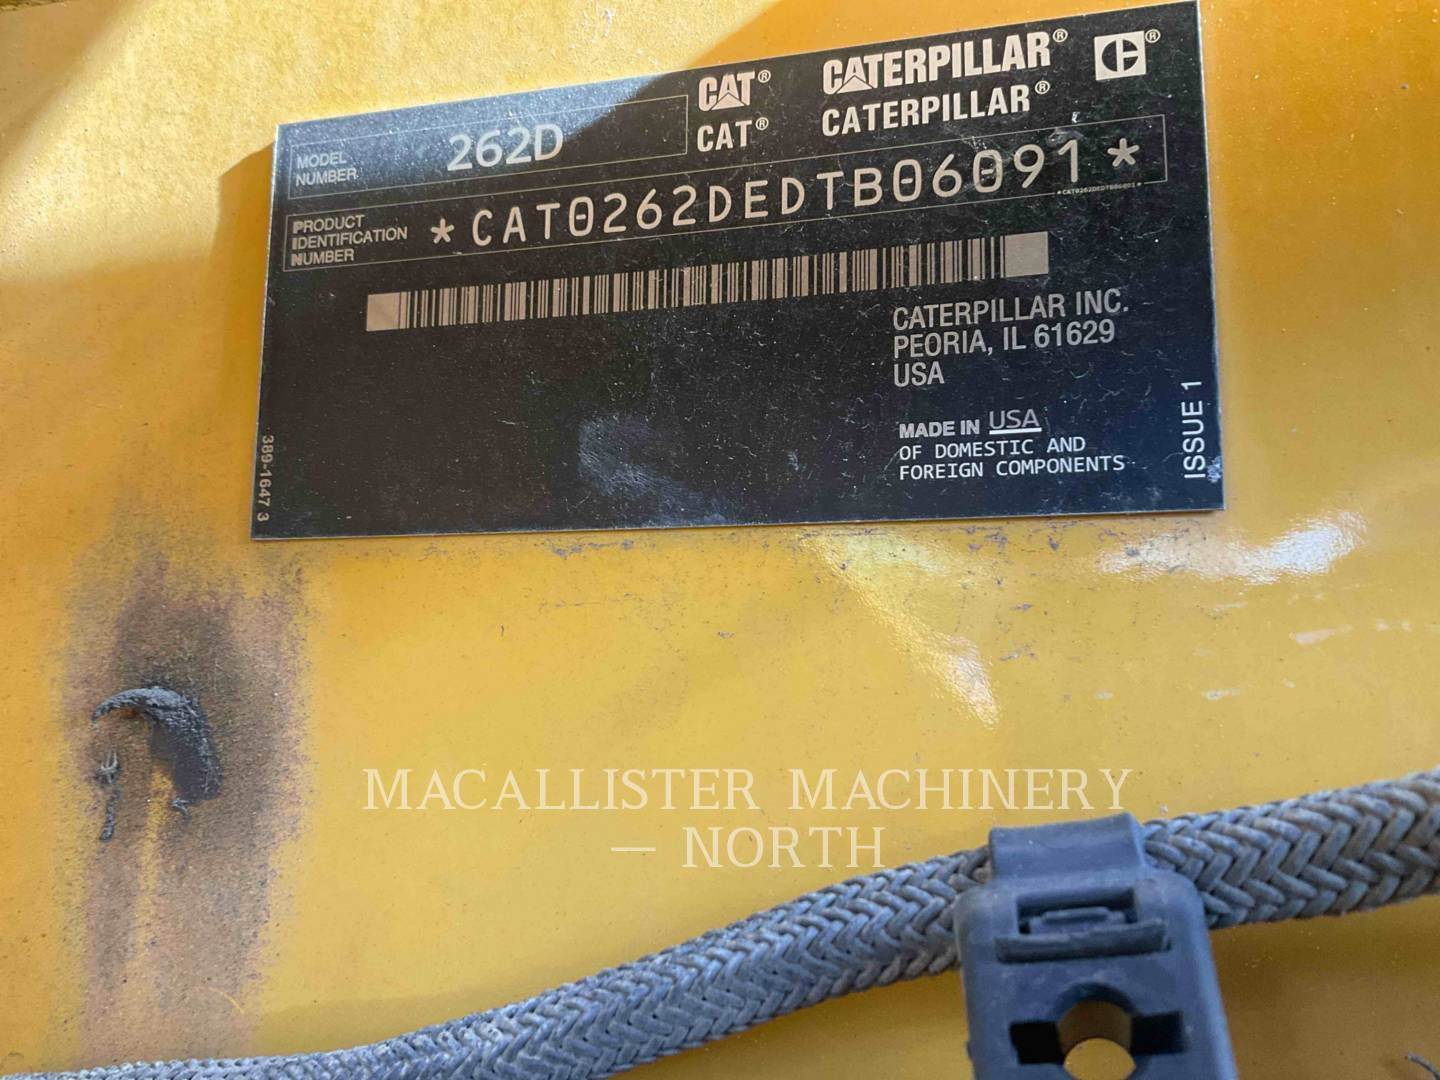 CAT® CATERPILLAR® C®
CAT® CATERPILLAR®
MODEL NUMBER 262D
PRODUCT IDENTIFICATION NUMBER *CAT0262DEDTB06091*
*CAT0262DEDTB06091*
CATERPILLAR INC.
PEORIA, IL 61629
USA
MADE IN USA
OF DOMESTIC AND
FOREIGN COMPONENTS
ISSUE 1
389-1647 3
MACALLISTER MACHINERY
— NORTH